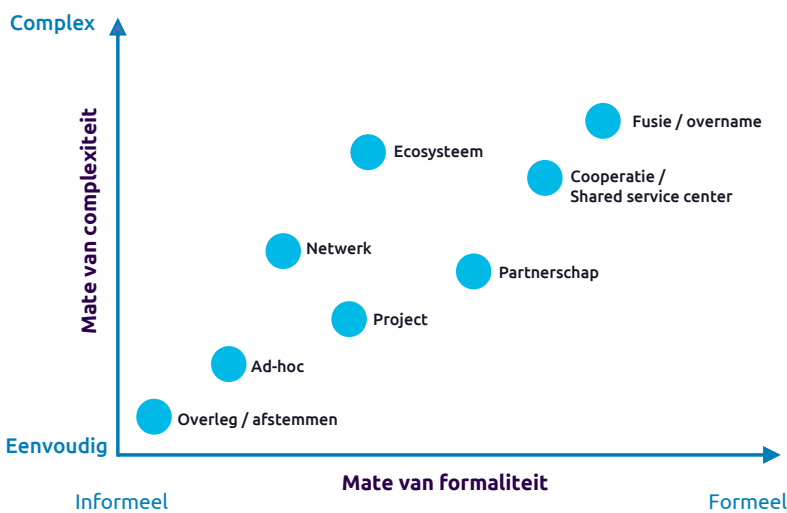 Complex
Mate van complexiteit
Fusie / overname
Ecosysteem
Cooperatie /
Shared service center
Netwerk
Partnerschap
Project
Ad-hoc
Overleg / afstemmen
Eenvoudig
Mate van formaliteit
Informeel
Formeel